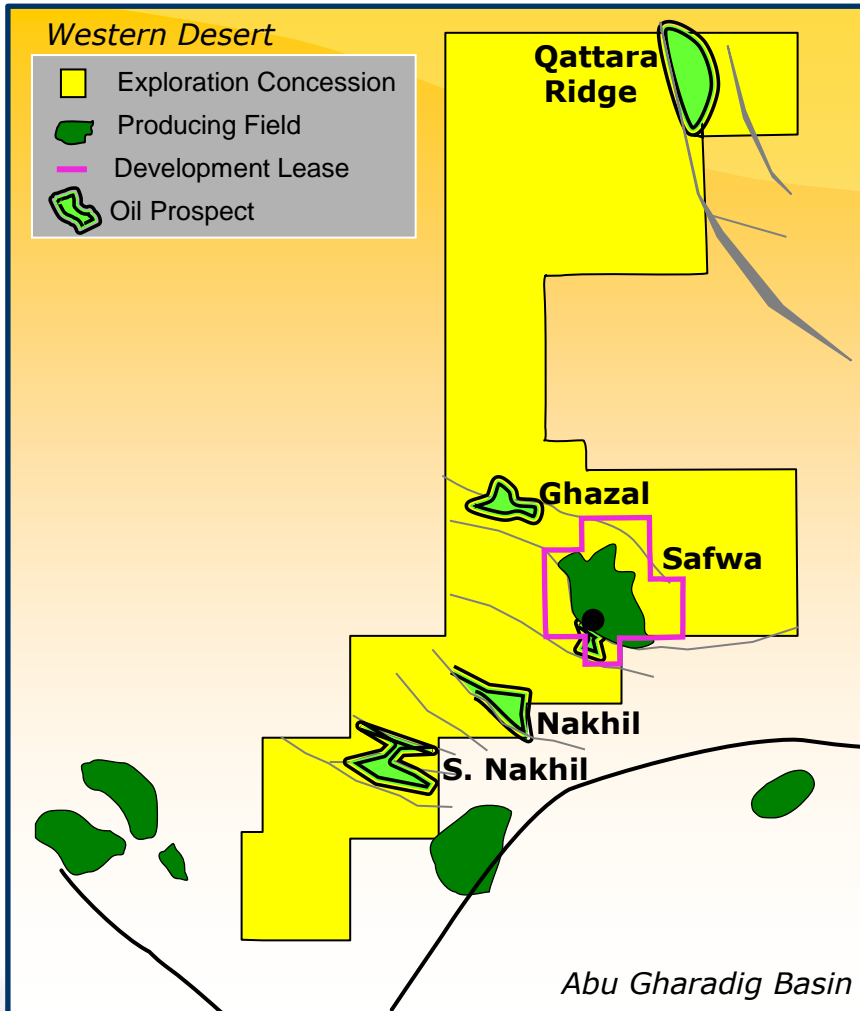 Western Desert
Exploration Concession
Producing Field
Development Lease
Oil Prospect
Qattara
Ridge
Ghazal
Safwa
Nakhil
S. Nakhil
Abu Gharadig Basin